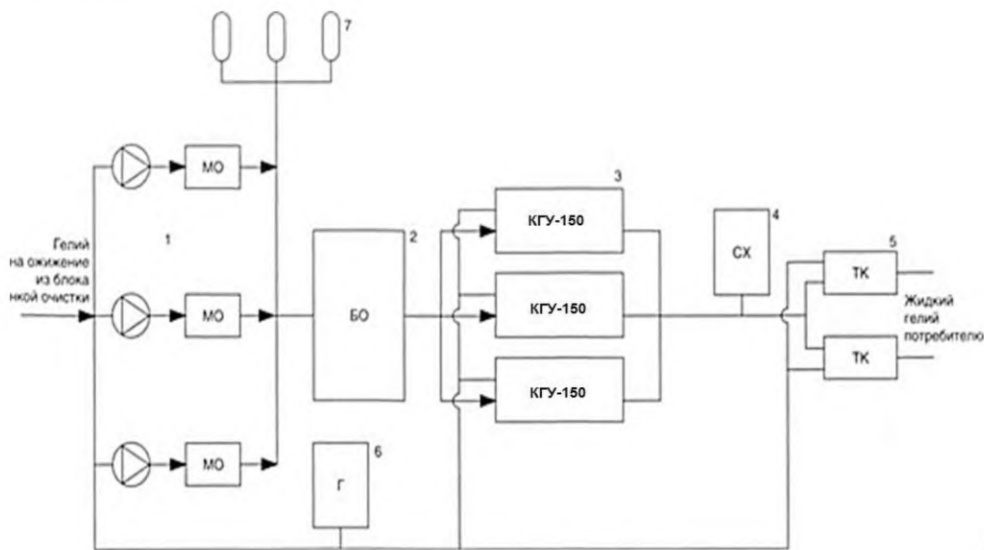 7
МО
3
КГУ-150
1
2
4
5
Гелий
на ожижение
из блока
нкой очистки
СХ
ТК
МО
БО
КГУ-150
Жидкий
гелий
потребителю
ТК
КГУ-150
МО
6
Г